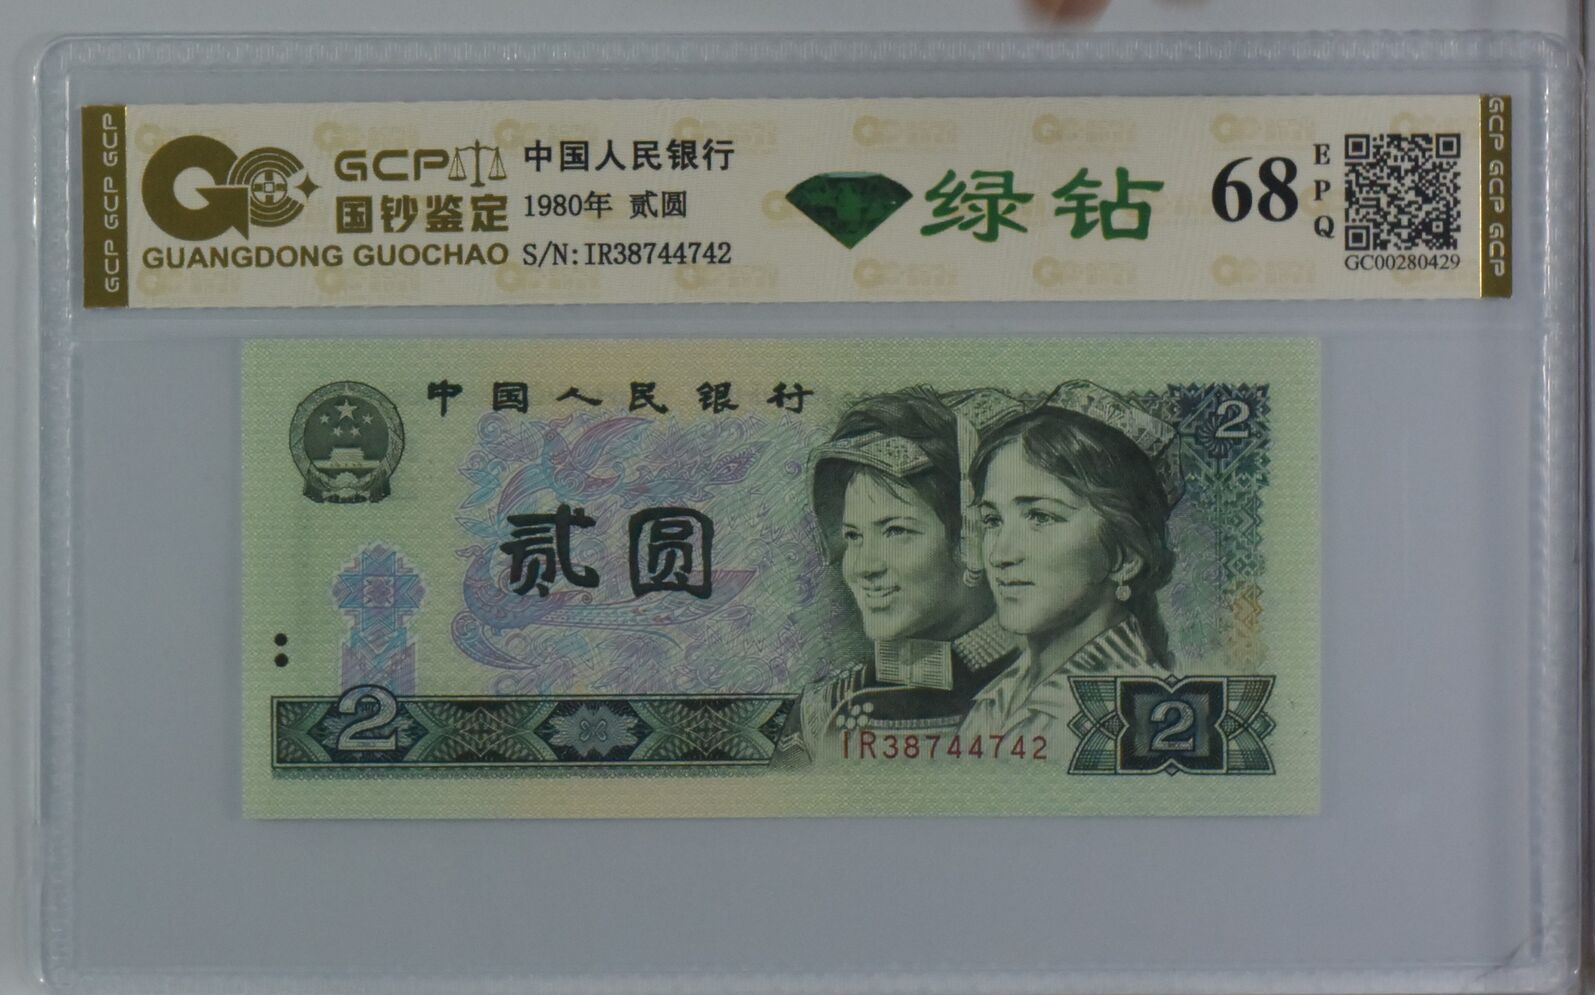 GCP GCP GCP
GCP
国钞鉴定
GUANGDONG GUOCHAO
中国人民银行
1980年 贰圆
S/N:IR38744742
绿钻
68
EPQ
GC00280429
GCP GCP GCP
中国人民银行
2
贰圆
2
IR38744742
2